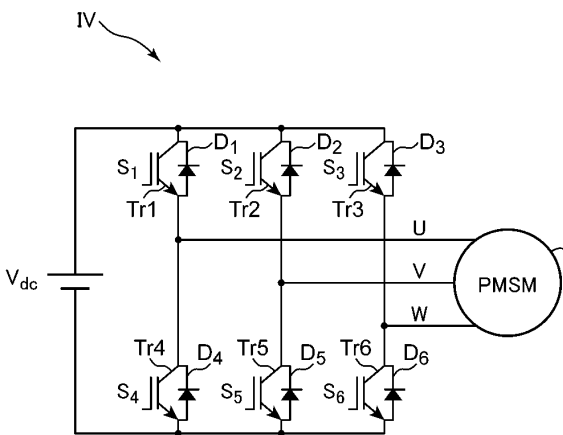 IV
D1
D2
D3
S1
S2
S3
Tr1
Tr2
Tr3
U
V
W
PMSM
Vdc
Tr4
D4
Tr5
D5
Tr6
D6
S4
S5
S6